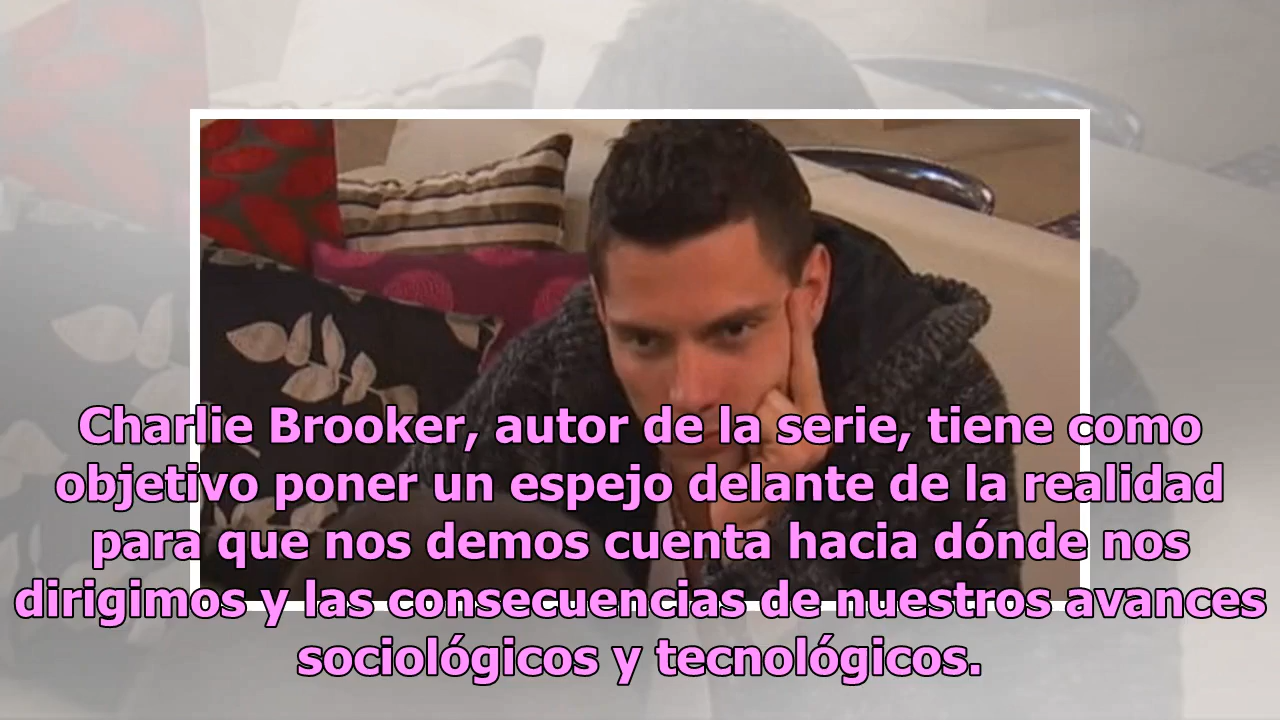 Charlie Brooker, autor de la serie, tiene como
objetivo poner un espejo delante de la realidad
para que nos demos cuenta hacia dónde nos
dirigimos y las consecuencias de nuestros avances
sociológicos y tecnológicos.